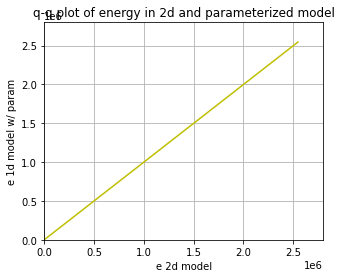 q-q plot of energy in 2d and parameterized model
1e6
2.5
2.0
1.5
1.0
0.5
0.0
e 1d model w/ param
0.0 0.5 1.0 1.5 2.0 2.5
1e6
e 2d model